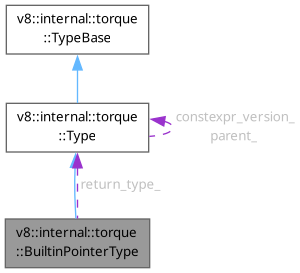 v8::internal::torque
::TypeBase
v8::internal::torque
::Type
constexpr_version_
parent_
return_type_
v8::internal::torque
::BuiltinPointerType